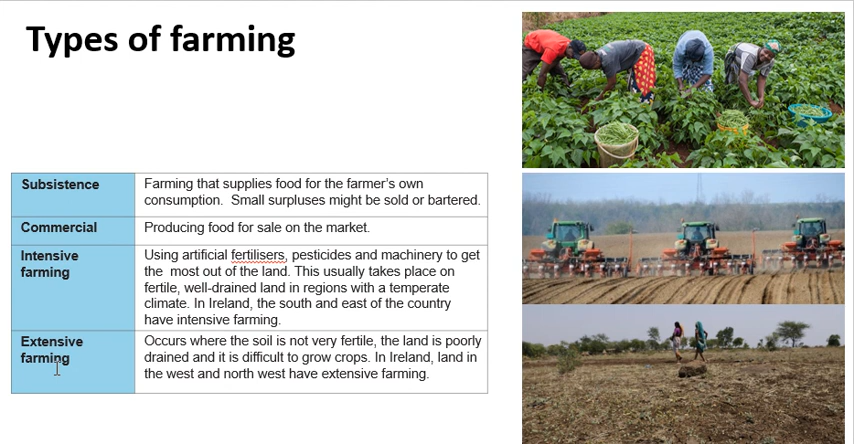 Types of farming
Subsistence
Farming that supplies food for the farmer's own
consumption.  Small surpluses might be sold or bartered.
Commercial
Producing food for sale on the market.
Intensive
farming
Using artificial fertilisers, pesticides and machinery to get
the  most out of the land. This usually takes place on
fertile, well-drained land in regions with a temperate
climate. In Ireland, the south and east of the country
have intensive farming.
Extensive
farming
Occurs where the soil is not very fertile, the land is poorly
drained and it is difficult to grow crops. In Ireland, land in
the west and north west have extensive farming.